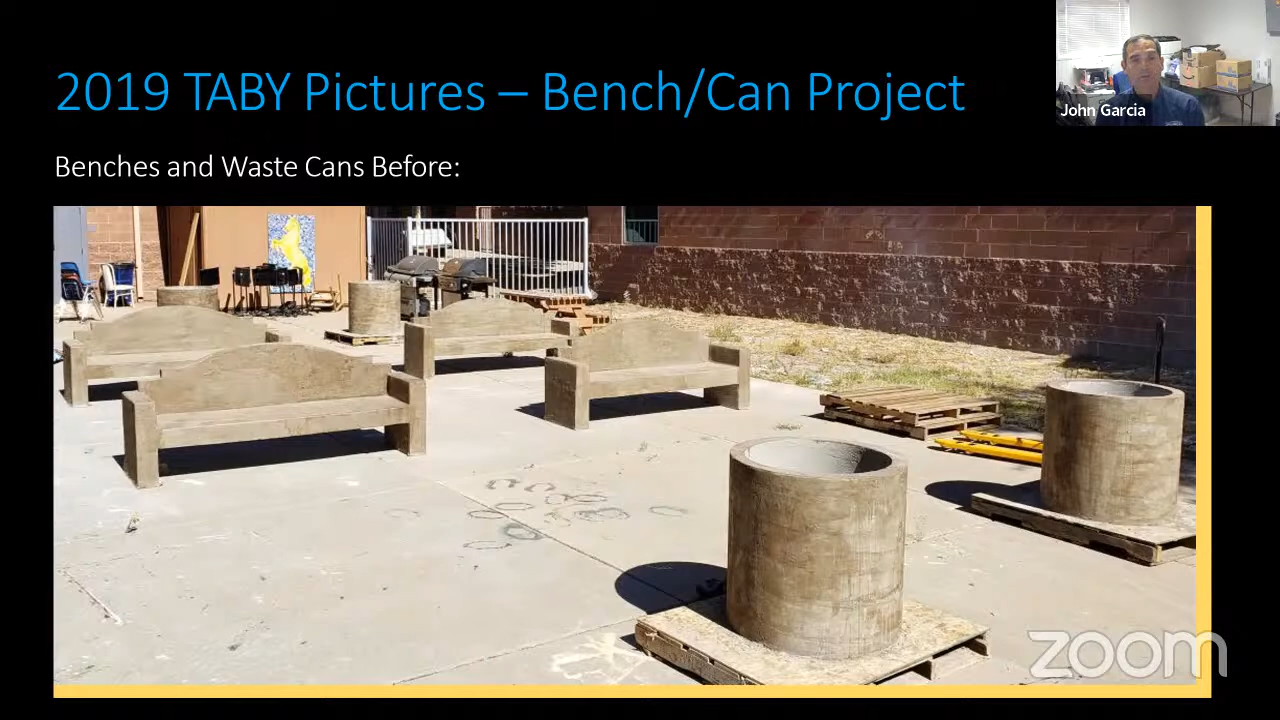 2019 TABY Pictures – Bench/Can Project
John Garcia
Benches and Waste Cans Before:
zoom